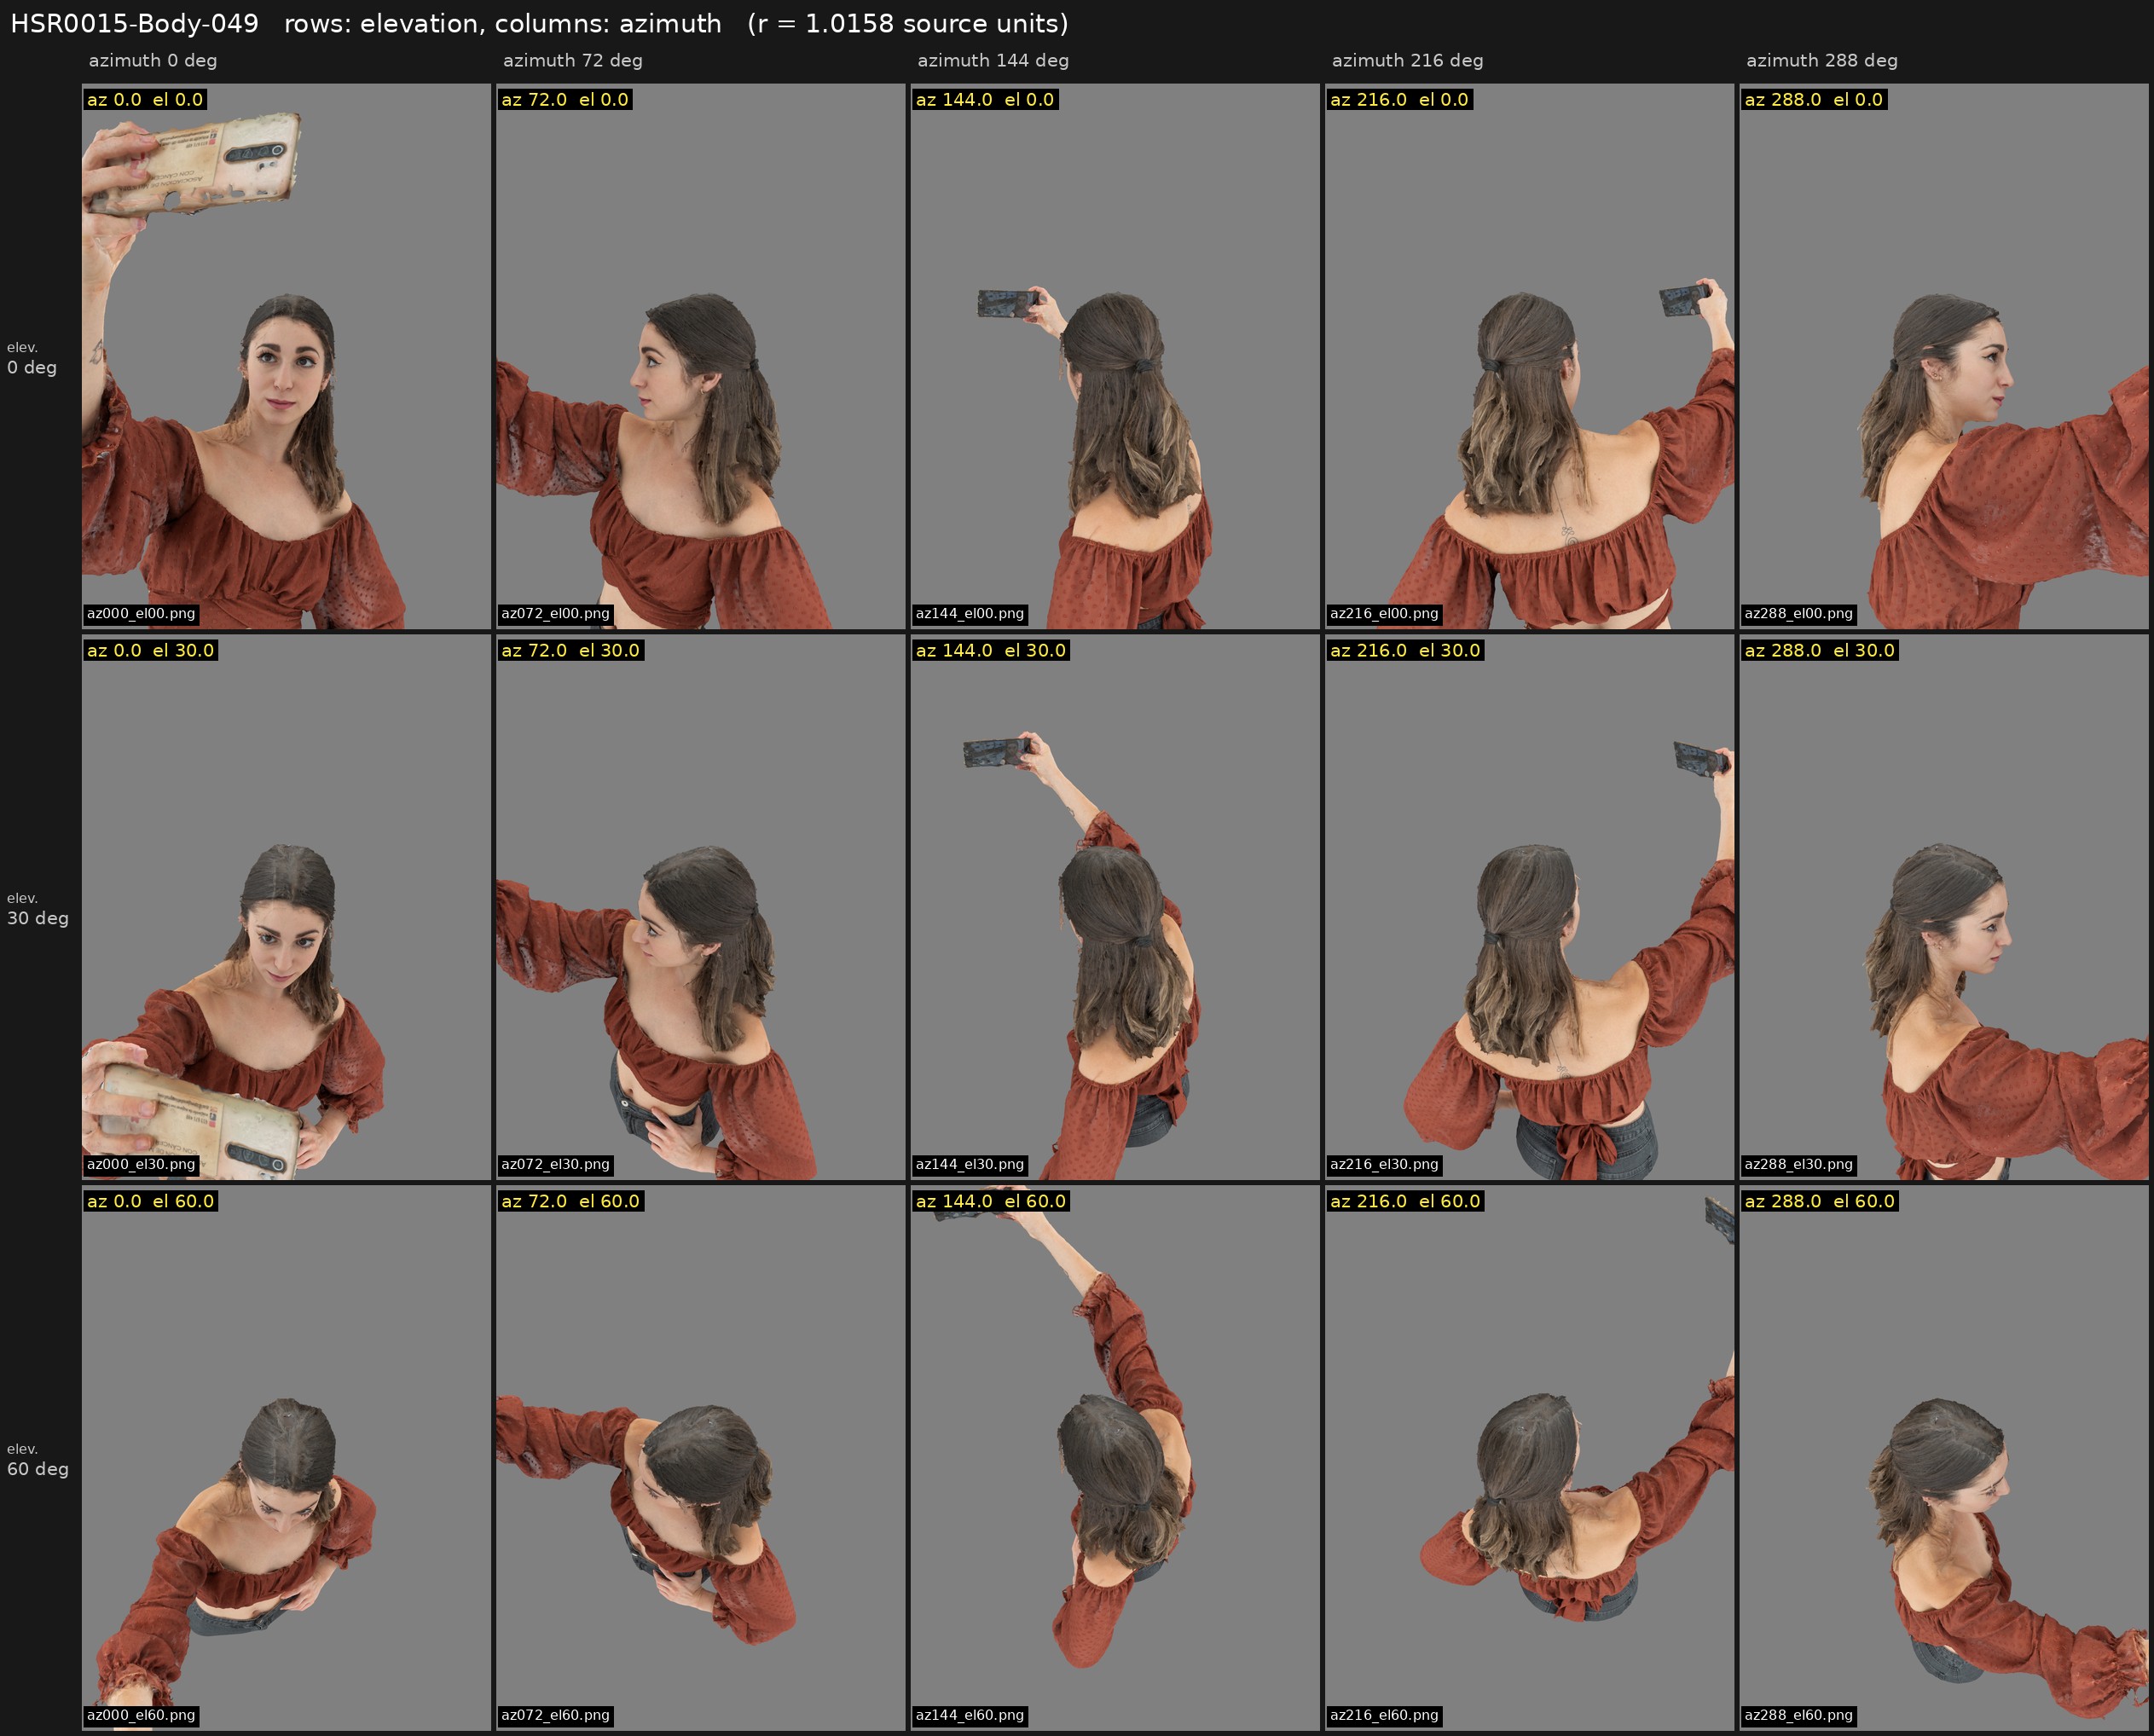 HSR0015-Body-049 rows: elevation, columns: azimuth (r = 1.0158 source units)
azimuth 0 deg azimuth 72 deg azimuth 144 deg azimuth 216 deg azimuth 288 deg
az 0.0 el 0.0 az 72.0 el 0.0 az 144.0 el 0.0 az 216.0 el 0.0 az 288.0 el 0.0
ASOCIACIÓN DE
CON CÁNCER
elev.
0 deg
az000_el00.png az072_el00.png az144_el00.png az216_el00.png az288_el00.png
az 0.0 el 30.0 az 72.0 el 30.0 az 144.0 el 30.0 az 216.0 el 30.0 az 288.0 el 30.0
elev.
30 deg
az000_el30.png az072_el30.png az144_el30.png az216_el30.png az288_el30.png
az 0.0 el 60.0 az 72.0 el 60.0 az 144.0 el 60.0 az 216.0 el 60.0 az 288.0 el 60.0
elev.
60 deg
az000_el60.png az072_el60.png az144_el60.png az216_el60.png az288_el60.png